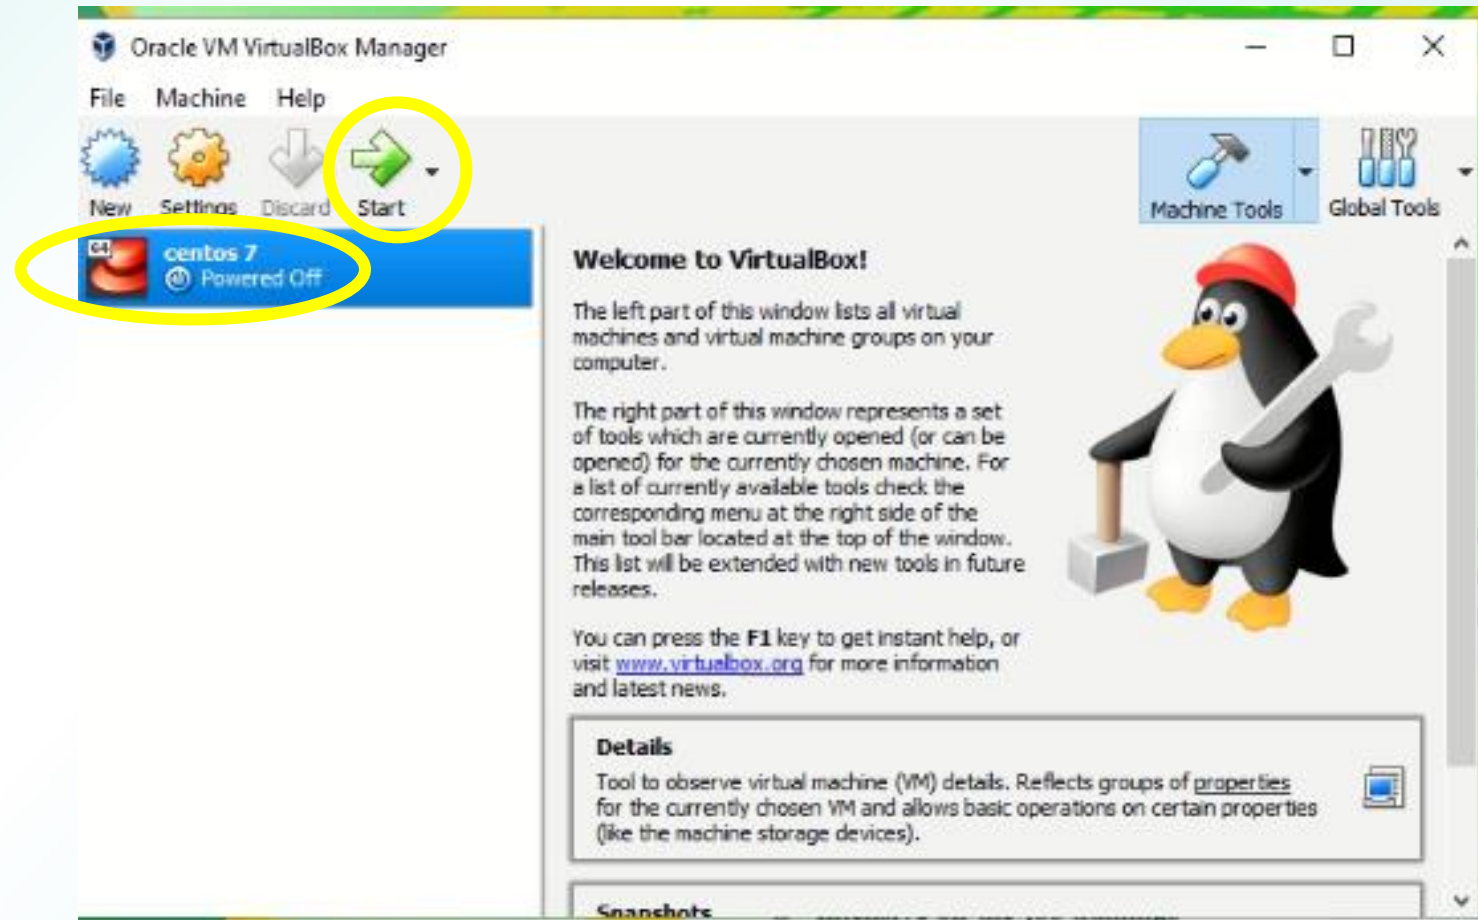 Oracle VM VirtualBox Manager
File Machine Help
New Settings Discard Start
Machine Tools Global Tools
64
centos 7
Powered Off
Welcome to VirtualBox!
The left part of this window lists all virtual
machines and virtual machine groups on your
computer.
The right part of this window represents a set
of tools which are currently opened (or can be
opened) for the currently chosen machine. For
a list of currently available tools check the
corresponding menu at the right side of the
main tool bar located at the top of the window.
This list will be extended with new tools in future
releases.
You can press the F1 key to get instant help, or
visit www.virtualbox.org for more information
and latest news.
Details
Tool to observe virtual machine (VM) details. Reflects groups of properties
for the currently chosen VM and allows basic operations on certain properties
(like the machine storage devices).
Snapshots